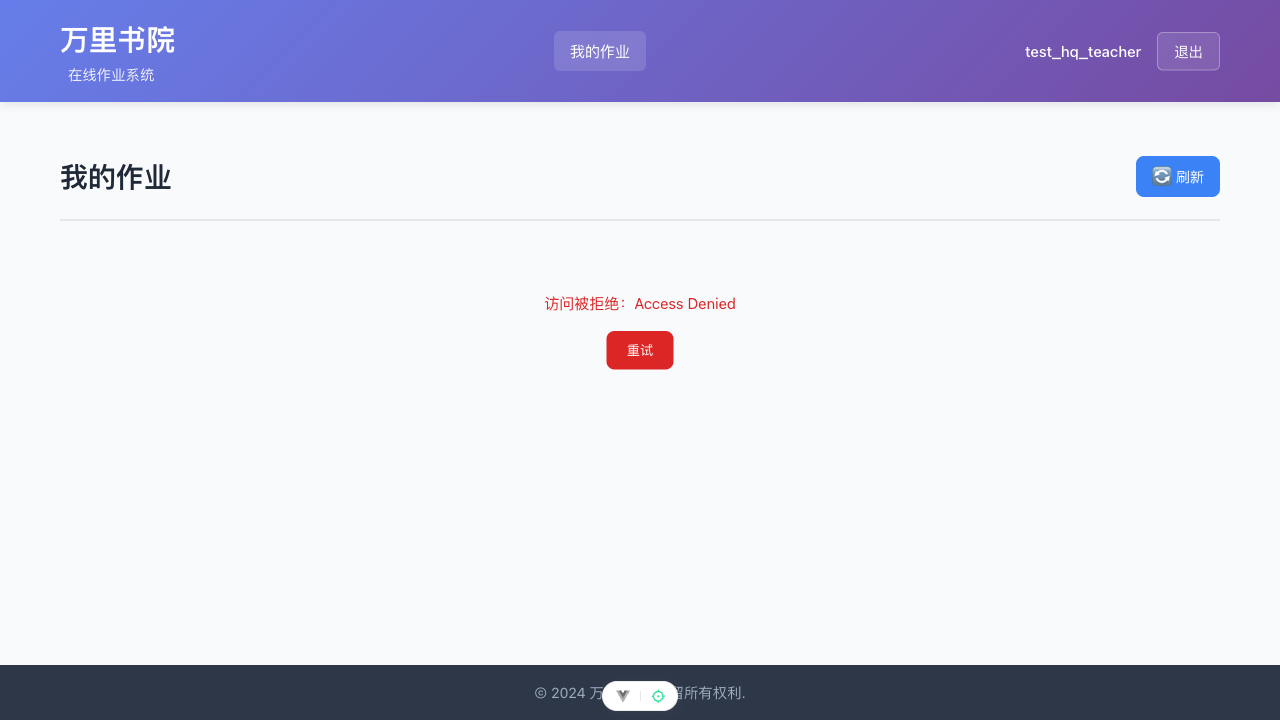 万里书院
在线作业系统
我的作业
test_hq_teacher
退出
我的作业
刷新
访问被拒绝：Access Denied
重试
© 2024 万
留所有权利.